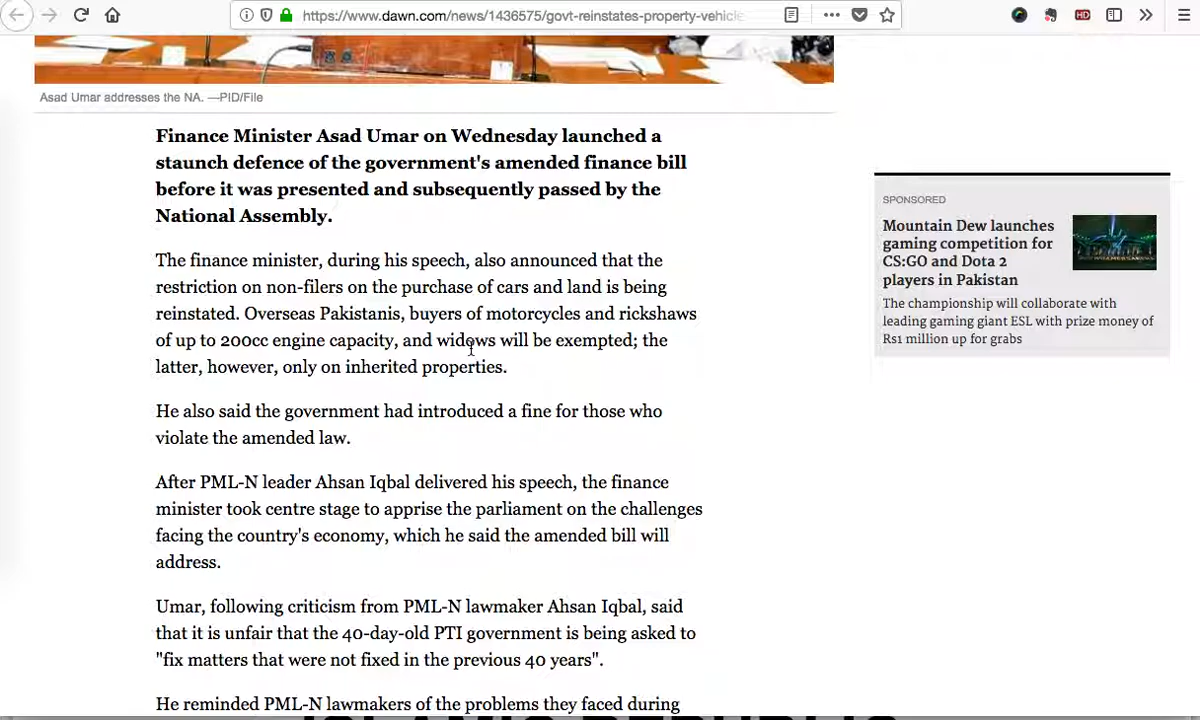 https://www.dawn.com/news/1436575/govt-reinstates-property-vehicle
HD
Asad Umar addresses the NA. —PID/File
Finance Minister Asad Umar on Wednesday launched a
staunch defence of the government's amended finance bill
before it was presented and subsequently passed by the
National Assembly.
The finance minister, during his speech, also announced that the
restriction on non-filers on the purchase of cars and land is being
reinstated. Overseas Pakistanis, buyers of motorcycles and rickshaws
of up to 200cc engine capacity, and widows will be exempted; the
latter, however, only on inherited properties.
He also said the government had introduced a fine for those who
violate the amended law.
After PML-N leader Ahsan Iqbal delivered his speech, the finance
minister took centre stage to apprise the parliament on the challenges
facing the country's economy, which he said the amended bill will
address.
Umar, following criticism from PML-N lawmaker Ahsan Iqbal, said
that it is unfair that the 40-day-old PTI government is being asked to
"fix matters that were not fixed in the previous 40 years".
He reminded PML-N lawmakers of the problems they faced during
SPONSORED
Mountain Dew launches
gaming competition for
CS:GO and Dota 2
players in Pakistan
The championship will collaborate with
leading gaming giant ESL with prize money of
Rs1 million up for grabs